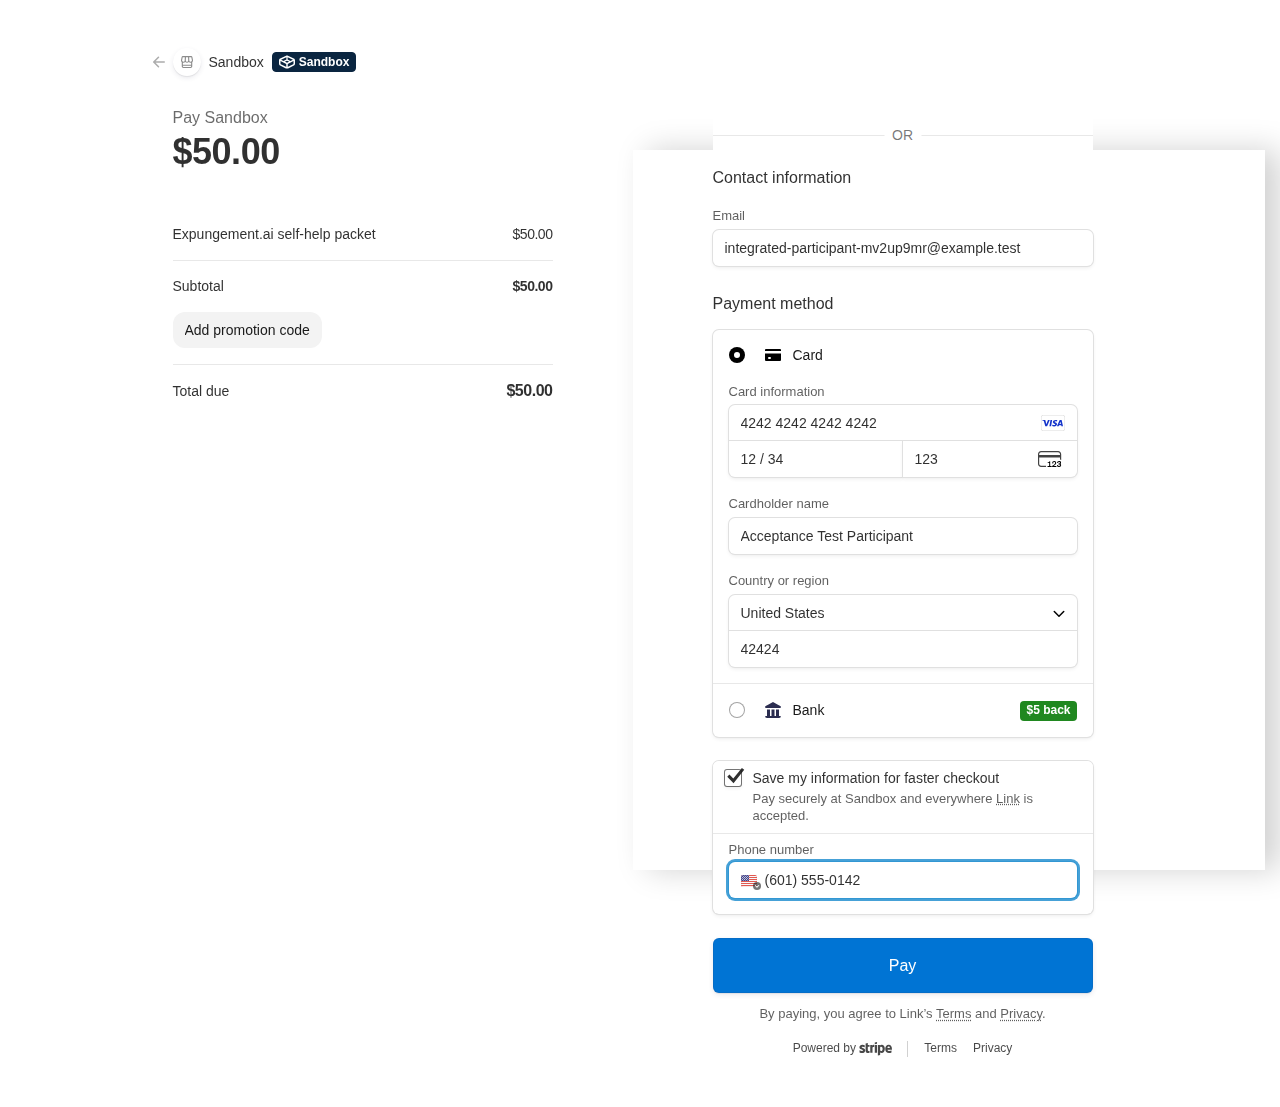 Sandbox Sandbox
Pay Sandbox
$50.00
Expungement.ai self-help packet $50.00
Subtotal $50.00
Add promotion code
Total due $50.00
OR
Contact information
Email
integrated-participant-mv2up9mr@example.test
Payment method
Card
Card information
4242 4242 4242 4242 VISA
12 / 34 123 123
Cardholder name
Acceptance Test Participant
Country or region
United States
42424
Bank $5 back
Save my information for faster checkout
Pay securely at Sandbox and everywhere Link is
accepted.
Phone number
(601) 555-0142
Pay
By paying, you agree to Link's Terms and Privacy.
Powered by stripe Terms Privacy